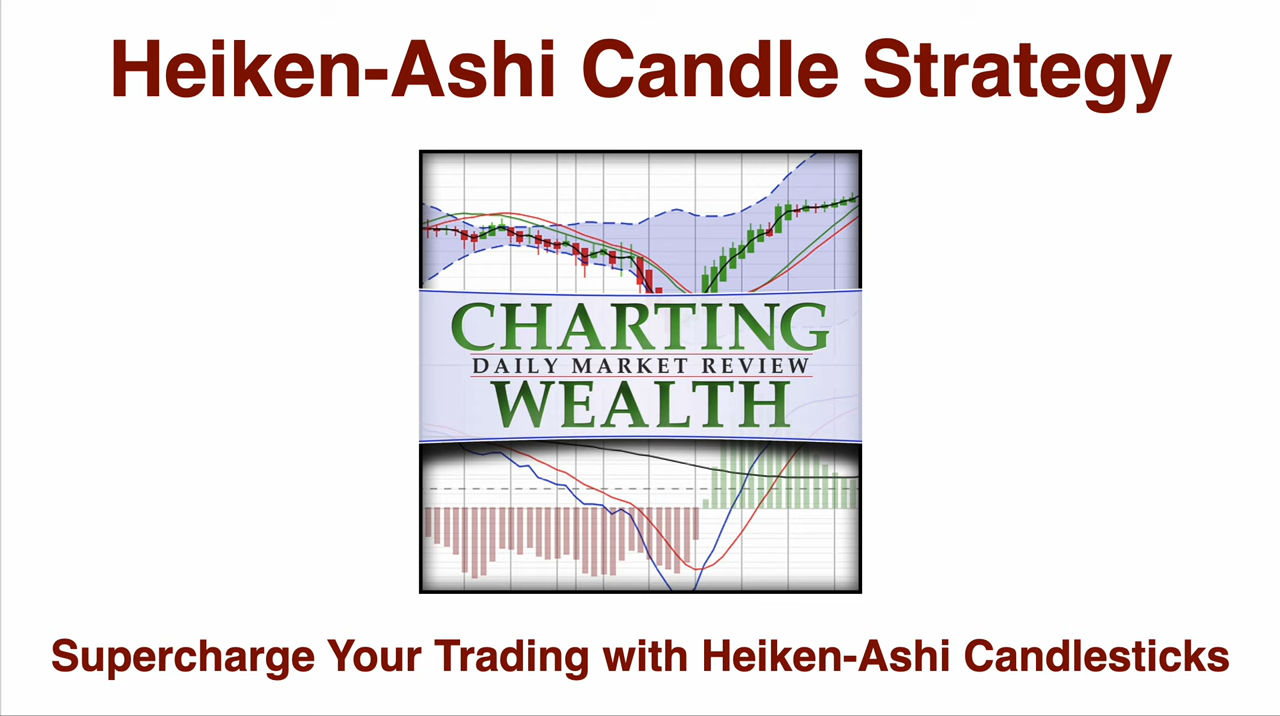 Heiken-Ashi Candle Strategy
CHARTING
DAILY MARKET REVIEW
WEALTH
Supercharge Your Trading with Heiken-Ashi Candlesticks